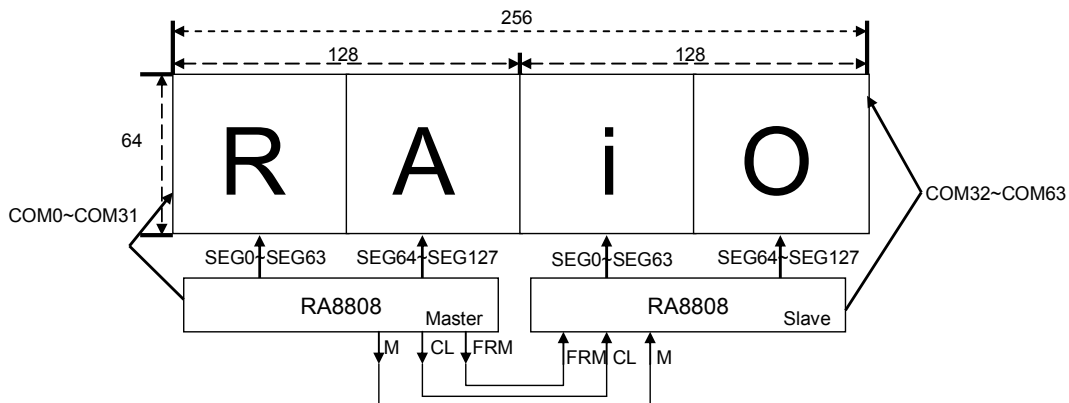 256
128 128
64
R A i O
COM0~COM31
COM32~COM63
SEG0~SEG63 SEG64~SEG127 SEG0~SEG63 SEG64~SEG127
RA8808 RA8808
Master Slave
M CL FRM FRM CL M